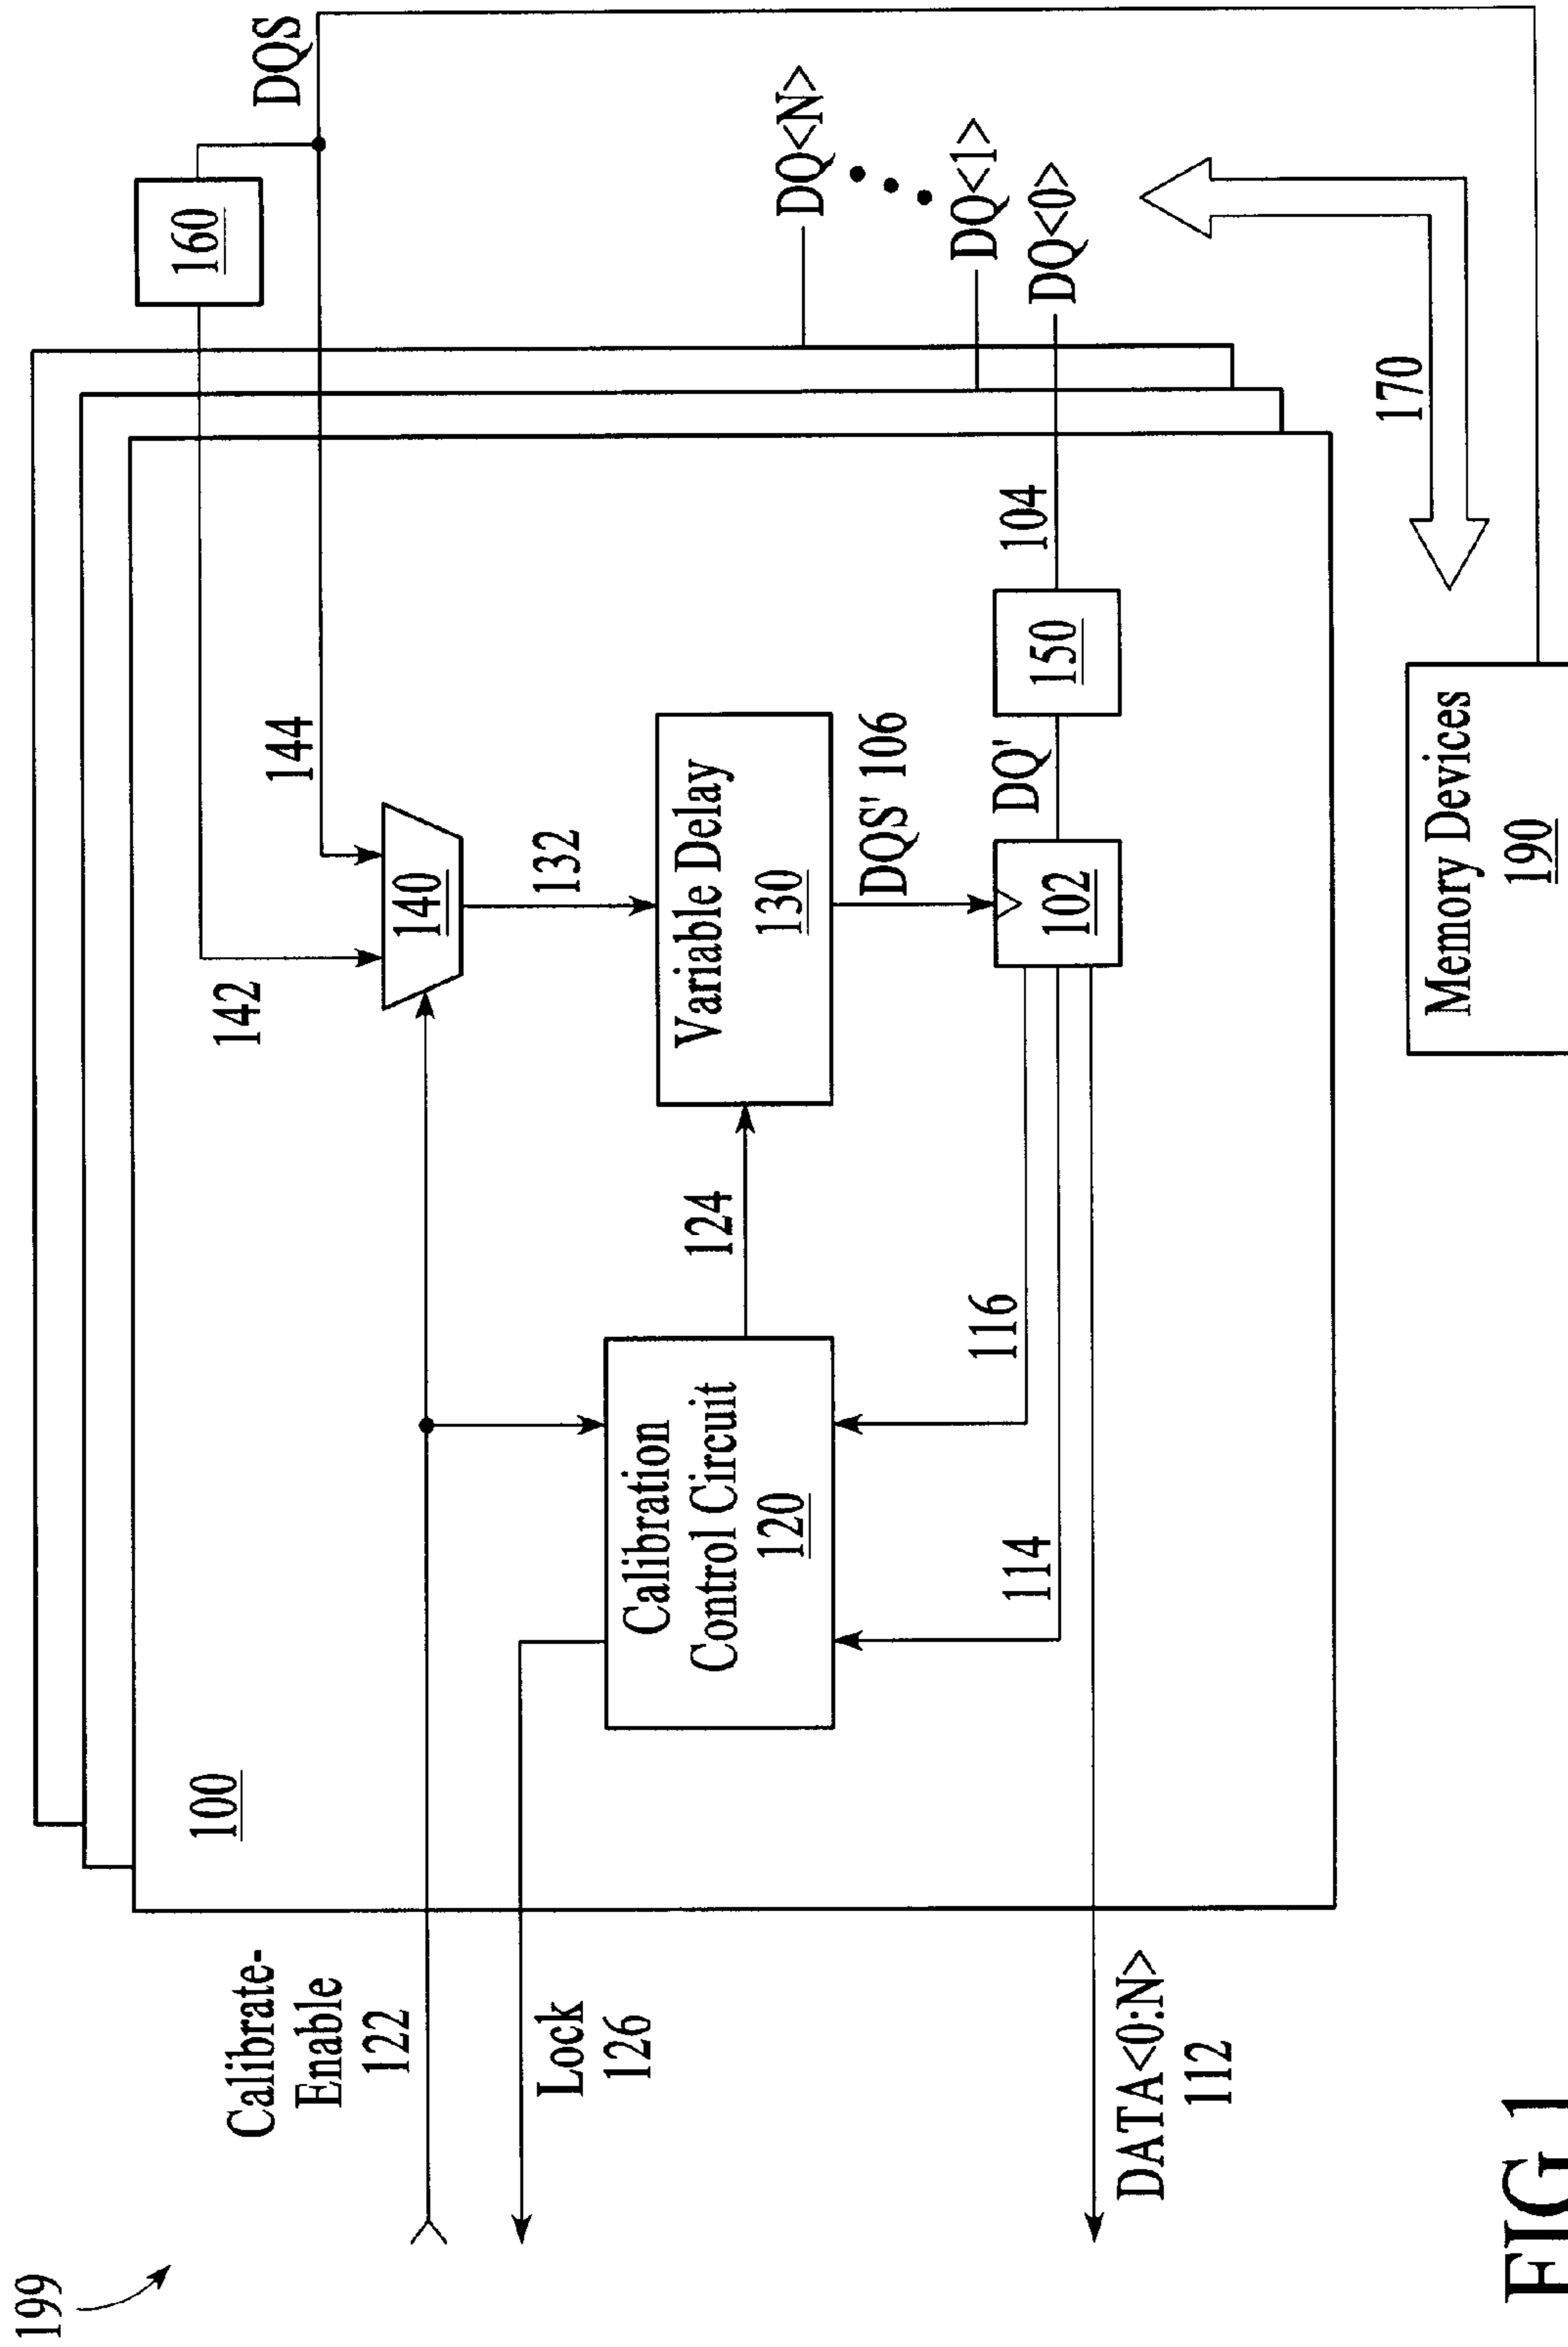 199
100
Calibrate-
Enable
122
Lock
126
DATA<0:N>
112
142
144
160
DQS
140
132
Variable Delay
130
124
Calibration
Control Circuit
120
116
114
DQS' 106
102
DQ'
150
104
DQ<N>
DQ<1>
DQ<0>
170
Memory Devices
190
FIG 1